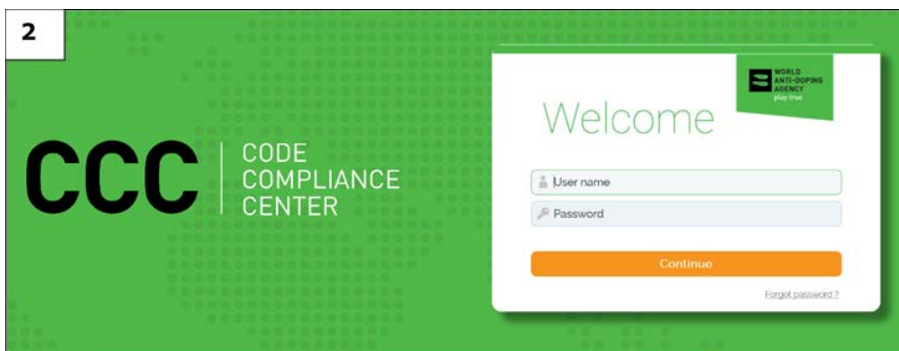 2
CCC
CODE
COMPLIANCE
CENTER
WORLD
ANTI-DOPING
AGENCY
play true
Welcome
User name
Password
Continue
Forgot password ?